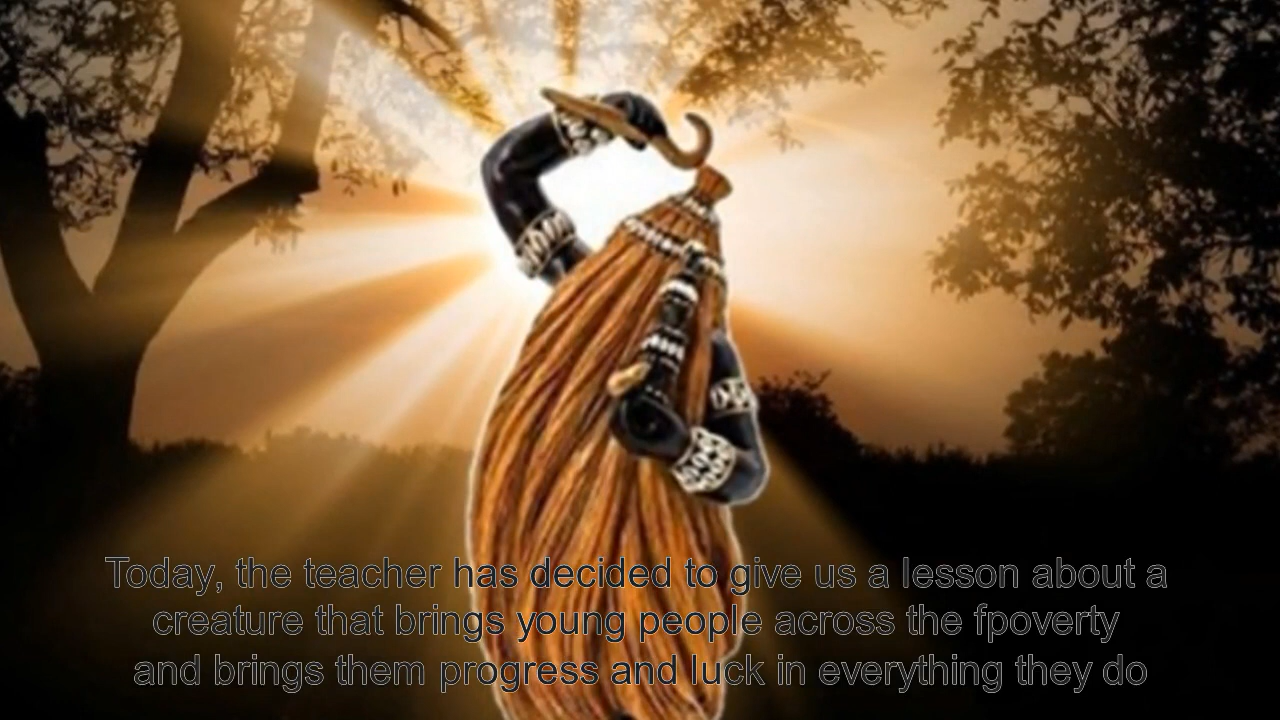 Today, the teacher has decided to give us a lesson about a
creature that brings young people across the fpoverty
and brings them progress and luck in everything they do